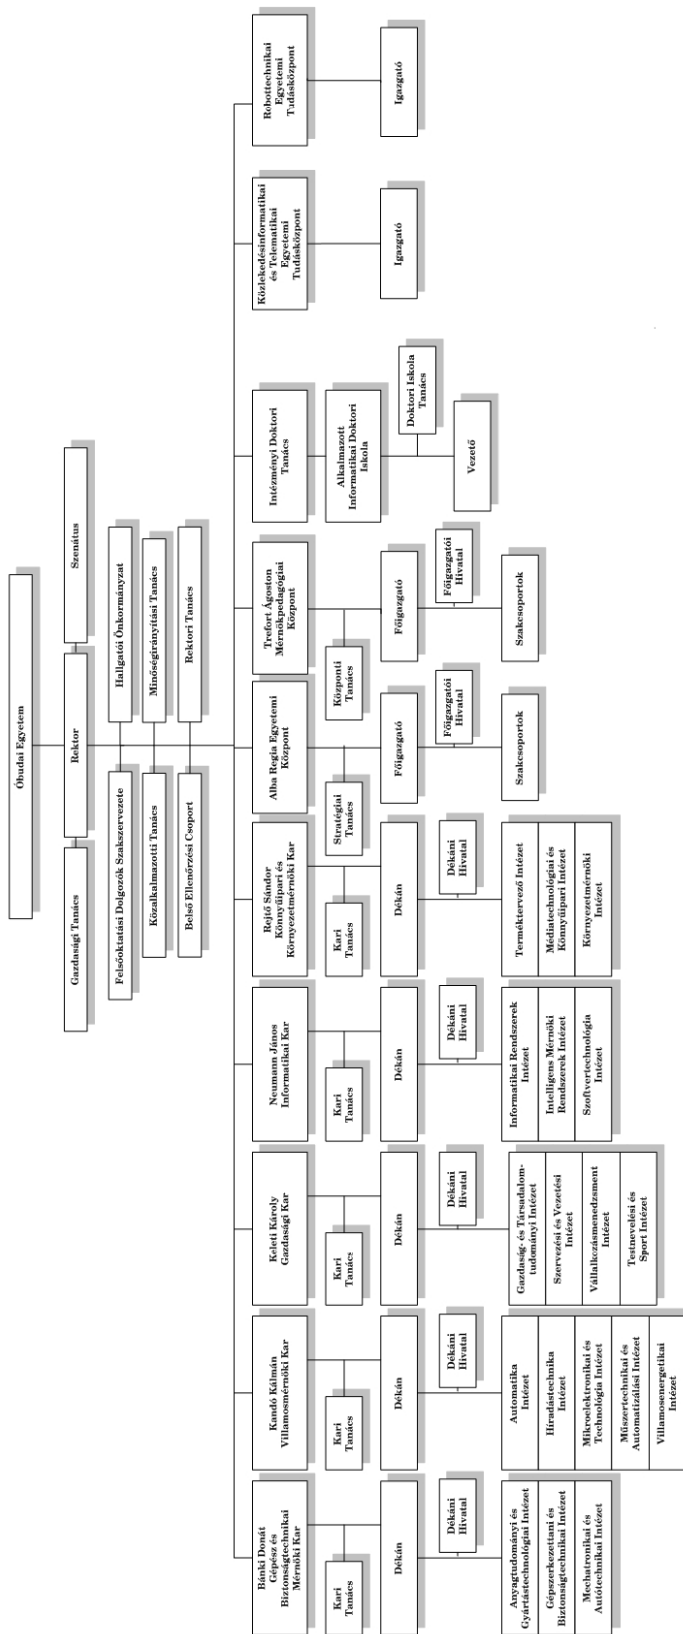 Óbudai Egyetem
Gazdasági Tanács
Rektor
Szenátus
Felsőoktatási Dolgozók Szakszervezete
Hallgatói Önkormányzat
Közalkalmazotti Tanács
Minőségirányítási Tanács
Belső Ellenőrzési Csoport
Rektori Tanács
Bánki Donát
Gépész és
Biztonságtechnikai
Mérnöki Kar
Kari
Tanács
Dékán
Dékáni
Hivatal
Anyagtudományi és
Gyártástechnológiai Intézet
Gépszerkezettani és
Biztonságtechnikai Intézet
Mechatronikai és
Autótechnikai Intézet
Kandó Kálmán
Villamosmérnöki Kar
Kari
Tanács
Dékán
Dékáni
Hivatal
Automatika
Intézet
Híradástechnika
Intézet
Mikroelektronikai és
Technológia Intézet
Műszertechnikai és
Automatizálási Intézet
Villamosenergetikai
Intézet
Keleti Károly
Gazdasági Kar
Kari
Tanács
Dékán
Dékáni
Hivatal
Gazdaság- és Társadalom-
tudományi Intézet
Szervezési és Vezetési
Intézet
Vállalkozásmenedzsment
Intézet
Testnevelési és
Sport Intézet
Neumann János
Informatikai Kar
Kari
Tanács
Dékán
Dékáni
Hivatal
Informatikai Rendszerek
Intézet
Intelligens Mérnöki
Rendszerek Intézet
Szoftvertechnológia
Intézet
Rejtő Sándor
Könnyűipari és
Környezetmérnöki Kar
Kari
Tanács
Dékán
Dékáni
Hivatal
Terméktervező Intézet
Médiatechnológiai és
Könnyűipari Intézet
Környezetmérnöki
Intézet
Alba Regia Egyetemi
Központ
Stratégiai
Tanács
Főigazgató
Főigazgatói
Hivatal
Szakcsoportok
Trefort Ágoston
Mérnökpedagógiai
Központ
Központi
Tanács
Főigazgató
Főigazgatói
Hivatal
Szakcsoportok
Intézményi Doktori
Tanács
Alkalmazott
Informatikai Doktori
Iskola
Doktori Iskola
Tanács
Vezető
Közlekedésinformatikai
és Telematikai
Egyetemi
Tudásközpont
Igazgató
Robottechnikai
Egyetemi
Tudásközpont
Igazgató